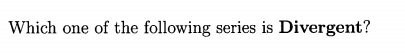 Which one of the following series is Divergent?